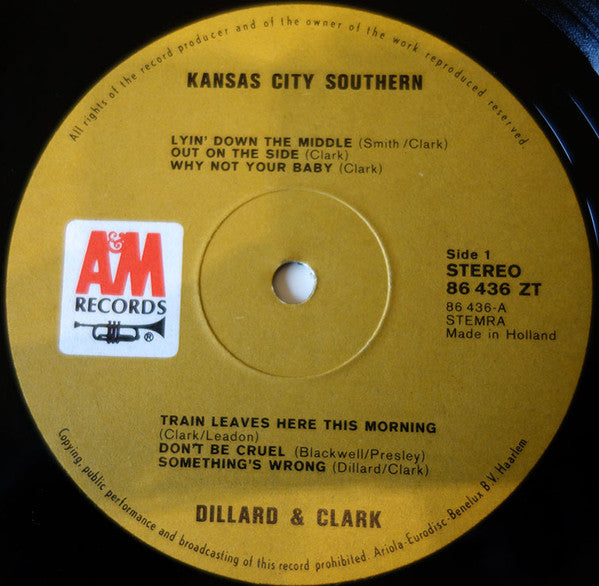 All rights of the record producer and of the owner of the work reproduced reserved.
KANSAS CITY SOUTHERN
LYIN' DOWN THE MIDDLE (Smith/Clark)
OUT ON THE SIDE (Clark)
WHY NOT YOUR BABY (Clark)
A&M
RECORDS
®
Side 1
STEREO
86 436 ZT
86 436-A
STEMRA
Made in Holland
TRAIN LEAVES HERE THIS MORNING
(Clark/Leadon)
DON'T BE CRUEL (Blackwell/Presley)
SOMETHING'S WRONG (Dillard/Clark)
DILLARD & CLARK
Copying, public performance and broadcasting of this record prohibited. Ariola-Eurodisc-Benelux B.V. Haarlem